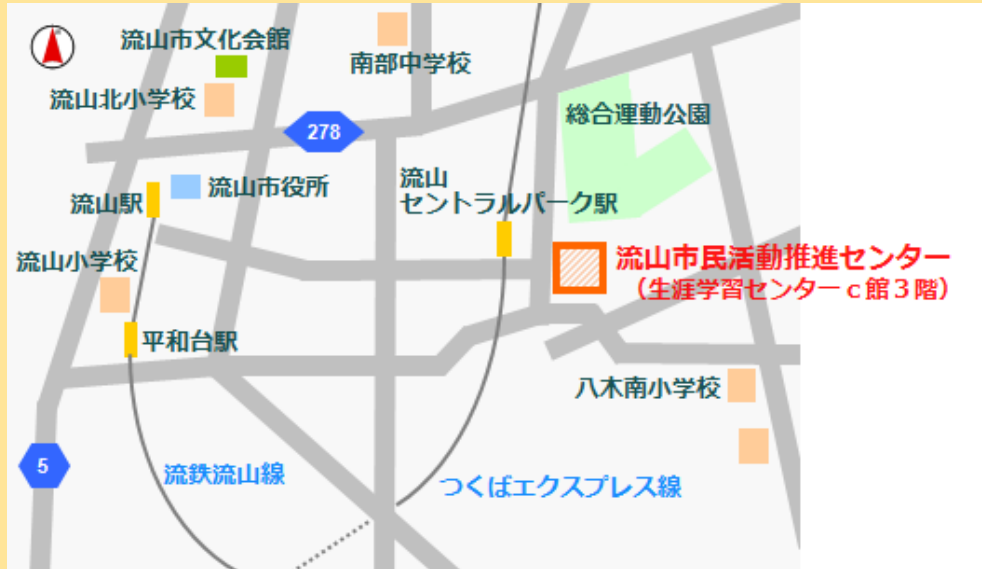 流山市文化会館
南部中学校
流山北小学校
総合運動公園
278
流山市役所
流山
セントラルパーク駅
流山駅
流山市民活動推進センター
(生涯学習センターc館3階)
流山小学校
平和台駅
八木南小学校
5
流鉄流山線
つくばエクスプレス線